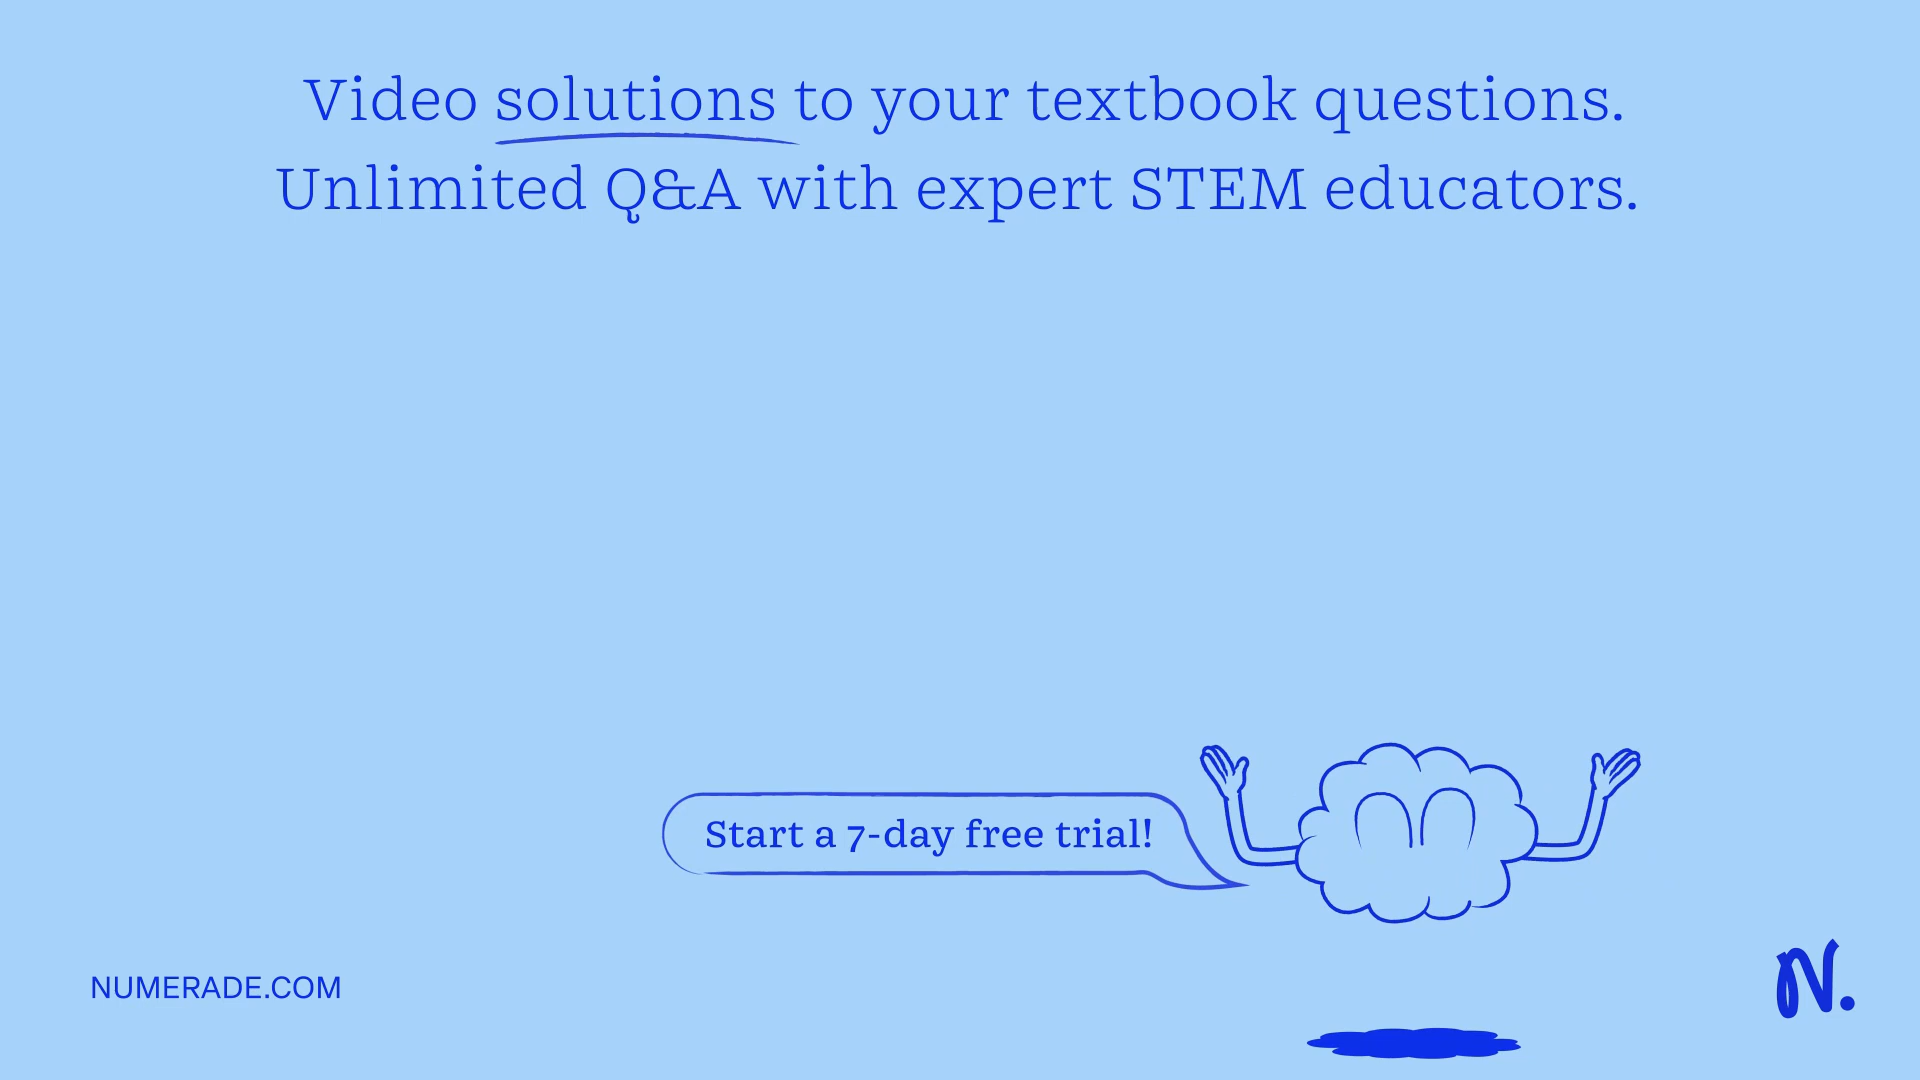 Video solutions to your textbook questions.
Unlimited Q&A with expert STEM educators.
Start a 7-day free trial!
NUMERADE.COM
N.